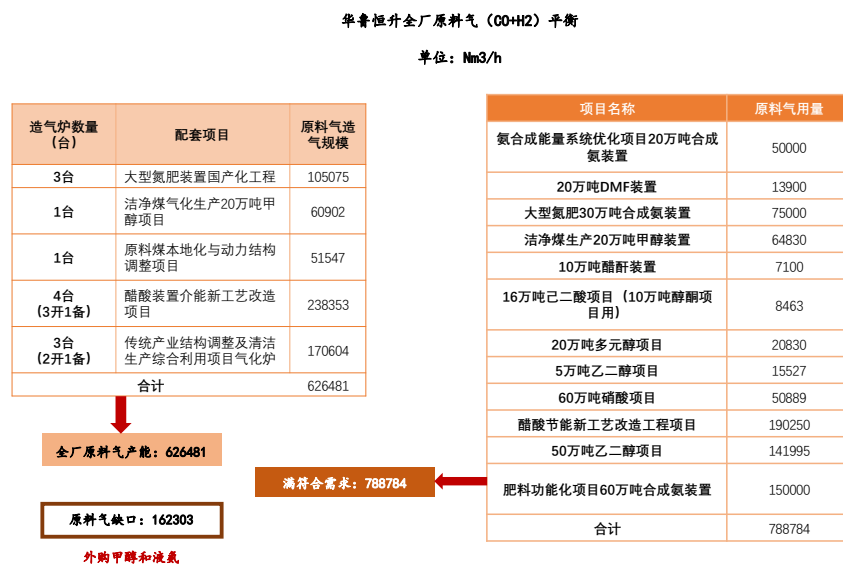 华鲁恒升全厂原料气（CO+H2）平衡
单位：Nm3/h
造气炉数量
（台）
配套项目
原料气造
气规模
3台
大型氮肥装置国产化工程
105075
1台
洁净煤气化生产20万吨甲
醇项目
60902
1台
原料煤本地化与动力结构
调整项目
51547
4台
（3开1备）
醋酸装置介能新工艺改造
项目
238353
3台
（2开1备）
传统产业结构调整及清洁
生产综合利用项目气化炉
170604
合计
626481
全厂原料气产能：626481
原料气缺口：162303
外购甲醇和液氨
项目名称
原料气用量
氨合成能量系统优化项目20万吨合成
氨装置
50000
20万吨DMF装置
13900
大型氮肥30万吨合成氨装置
75000
洁净煤生产20万吨甲醇装置
64830
10万吨醋酐装置
7100
16万吨己二酸项目（10万吨醇酮项
目用）
8463
20万吨多元醇项目
20830
5万吨乙二醇项目
15527
60万吨硝酸项目
50889
醋酸节能新工艺改造工程项目
190250
50万吨乙二醇项目
141995
肥料功能化项目60万吨合成氨装置
150000
合计
788784
满符合需求：788784